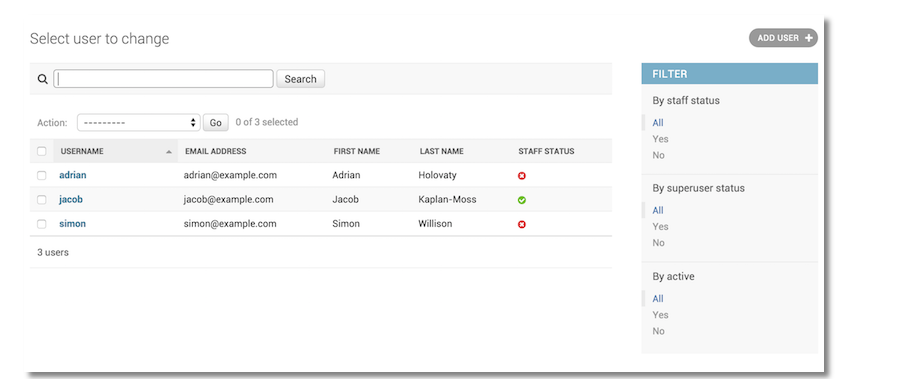 Select user to change
ADD USER +
Search
Action: --------- Go 0 of 3 selected
USERNAME EMAIL ADDRESS FIRST NAME LAST NAME STAFF STATUS
adrian adrian@example.com Adrian Holovaty
jacob jacob@example.com Jacob Kaplan-Moss
simon simon@example.com Simon Willison
3 users
FILTER
By staff status
All
Yes
No
By superuser status
All
Yes
No
By active
All
Yes
No